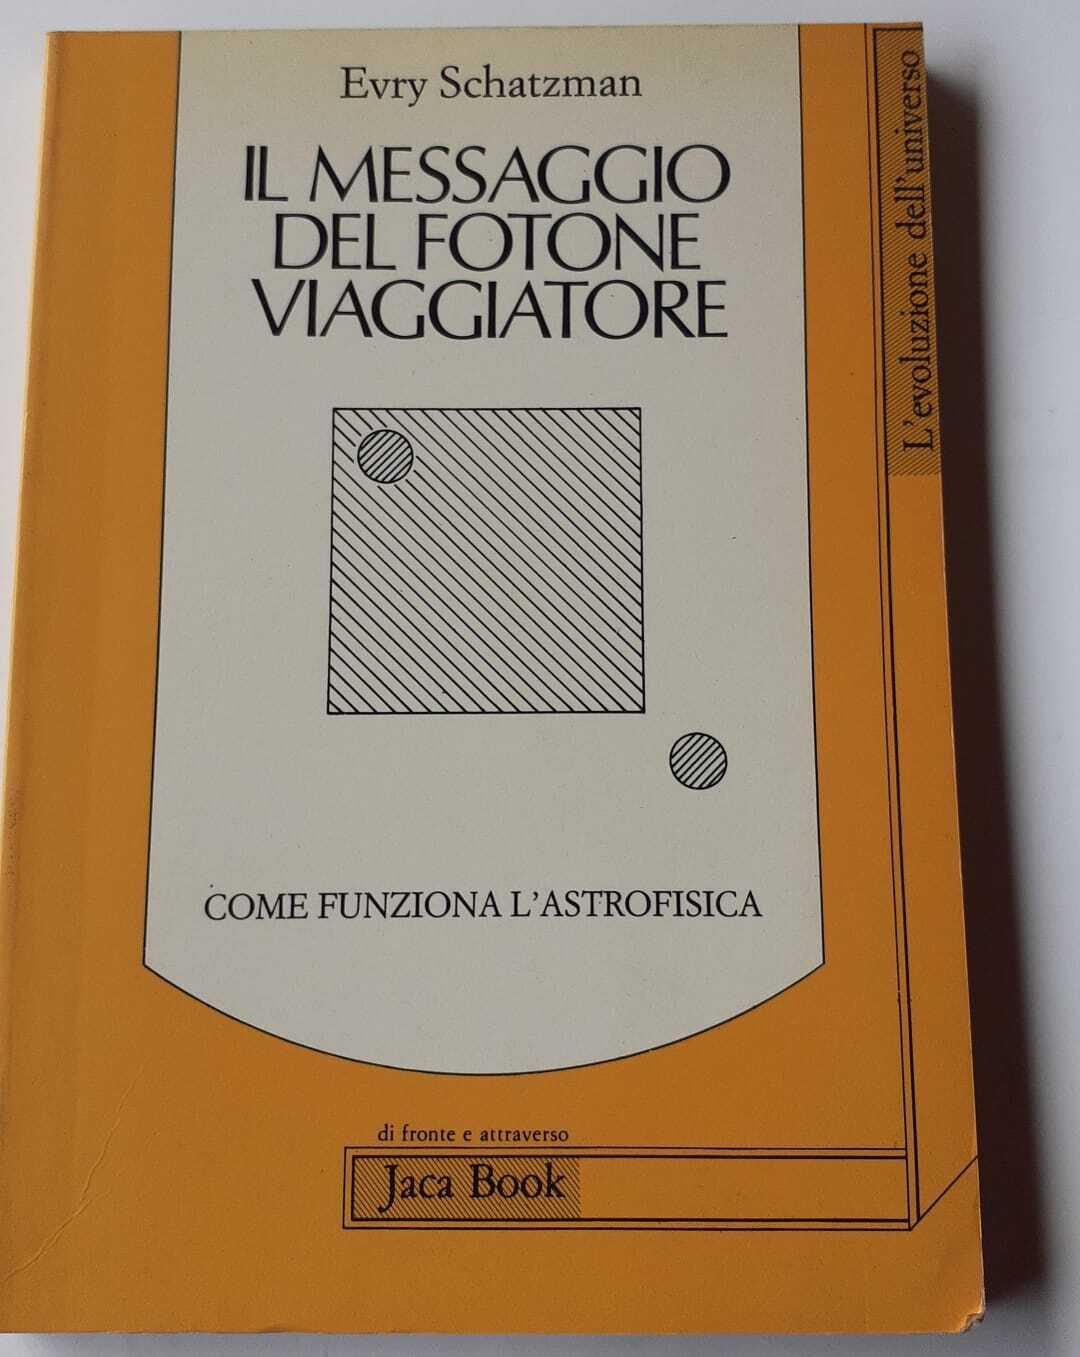 Evry Schatzman
IL MESSAGGIO
DEL FOTONE
VIAGGIATORE
COME FUNZIONA L'ASTROFISICA
L'evoluzione dell'universo
di fronte e attraverso
Jaca Book